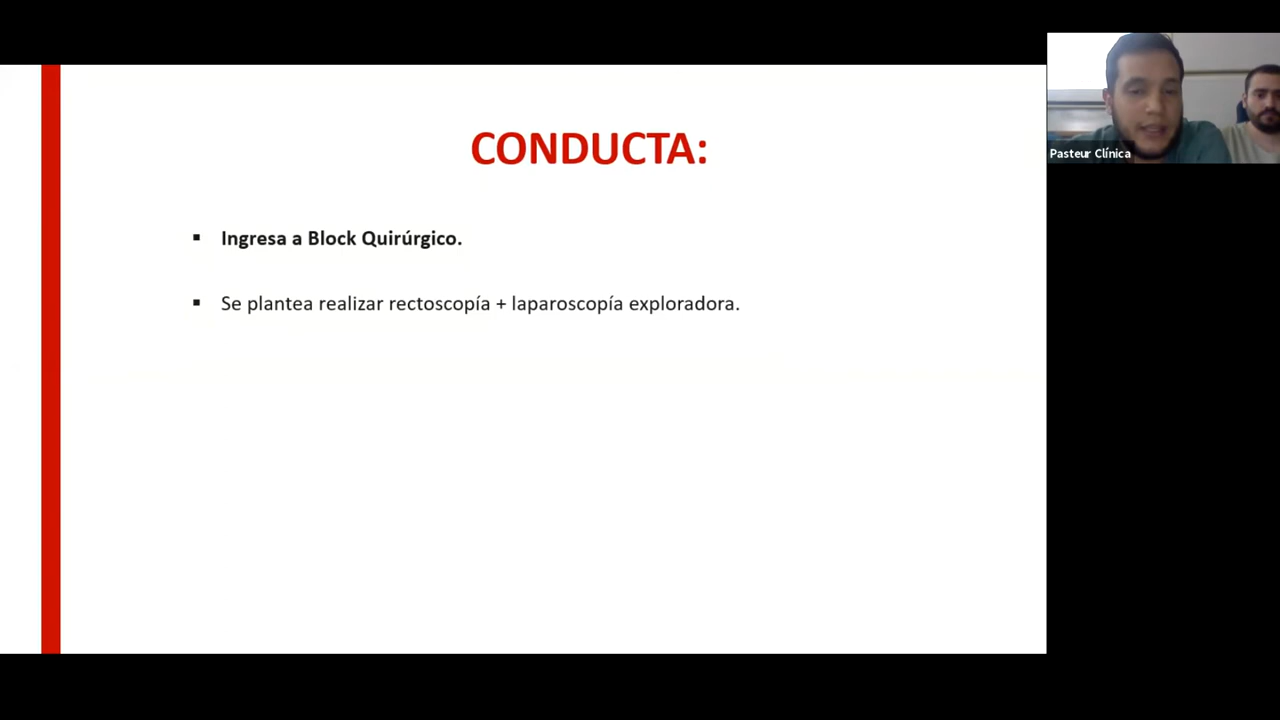 CONDUCTA:
▪ Ingresa a Block Quirúrgico.
▪ Se plantea realizar rectoscopía + laparoscopía exploradora.
Pasteur Clínica